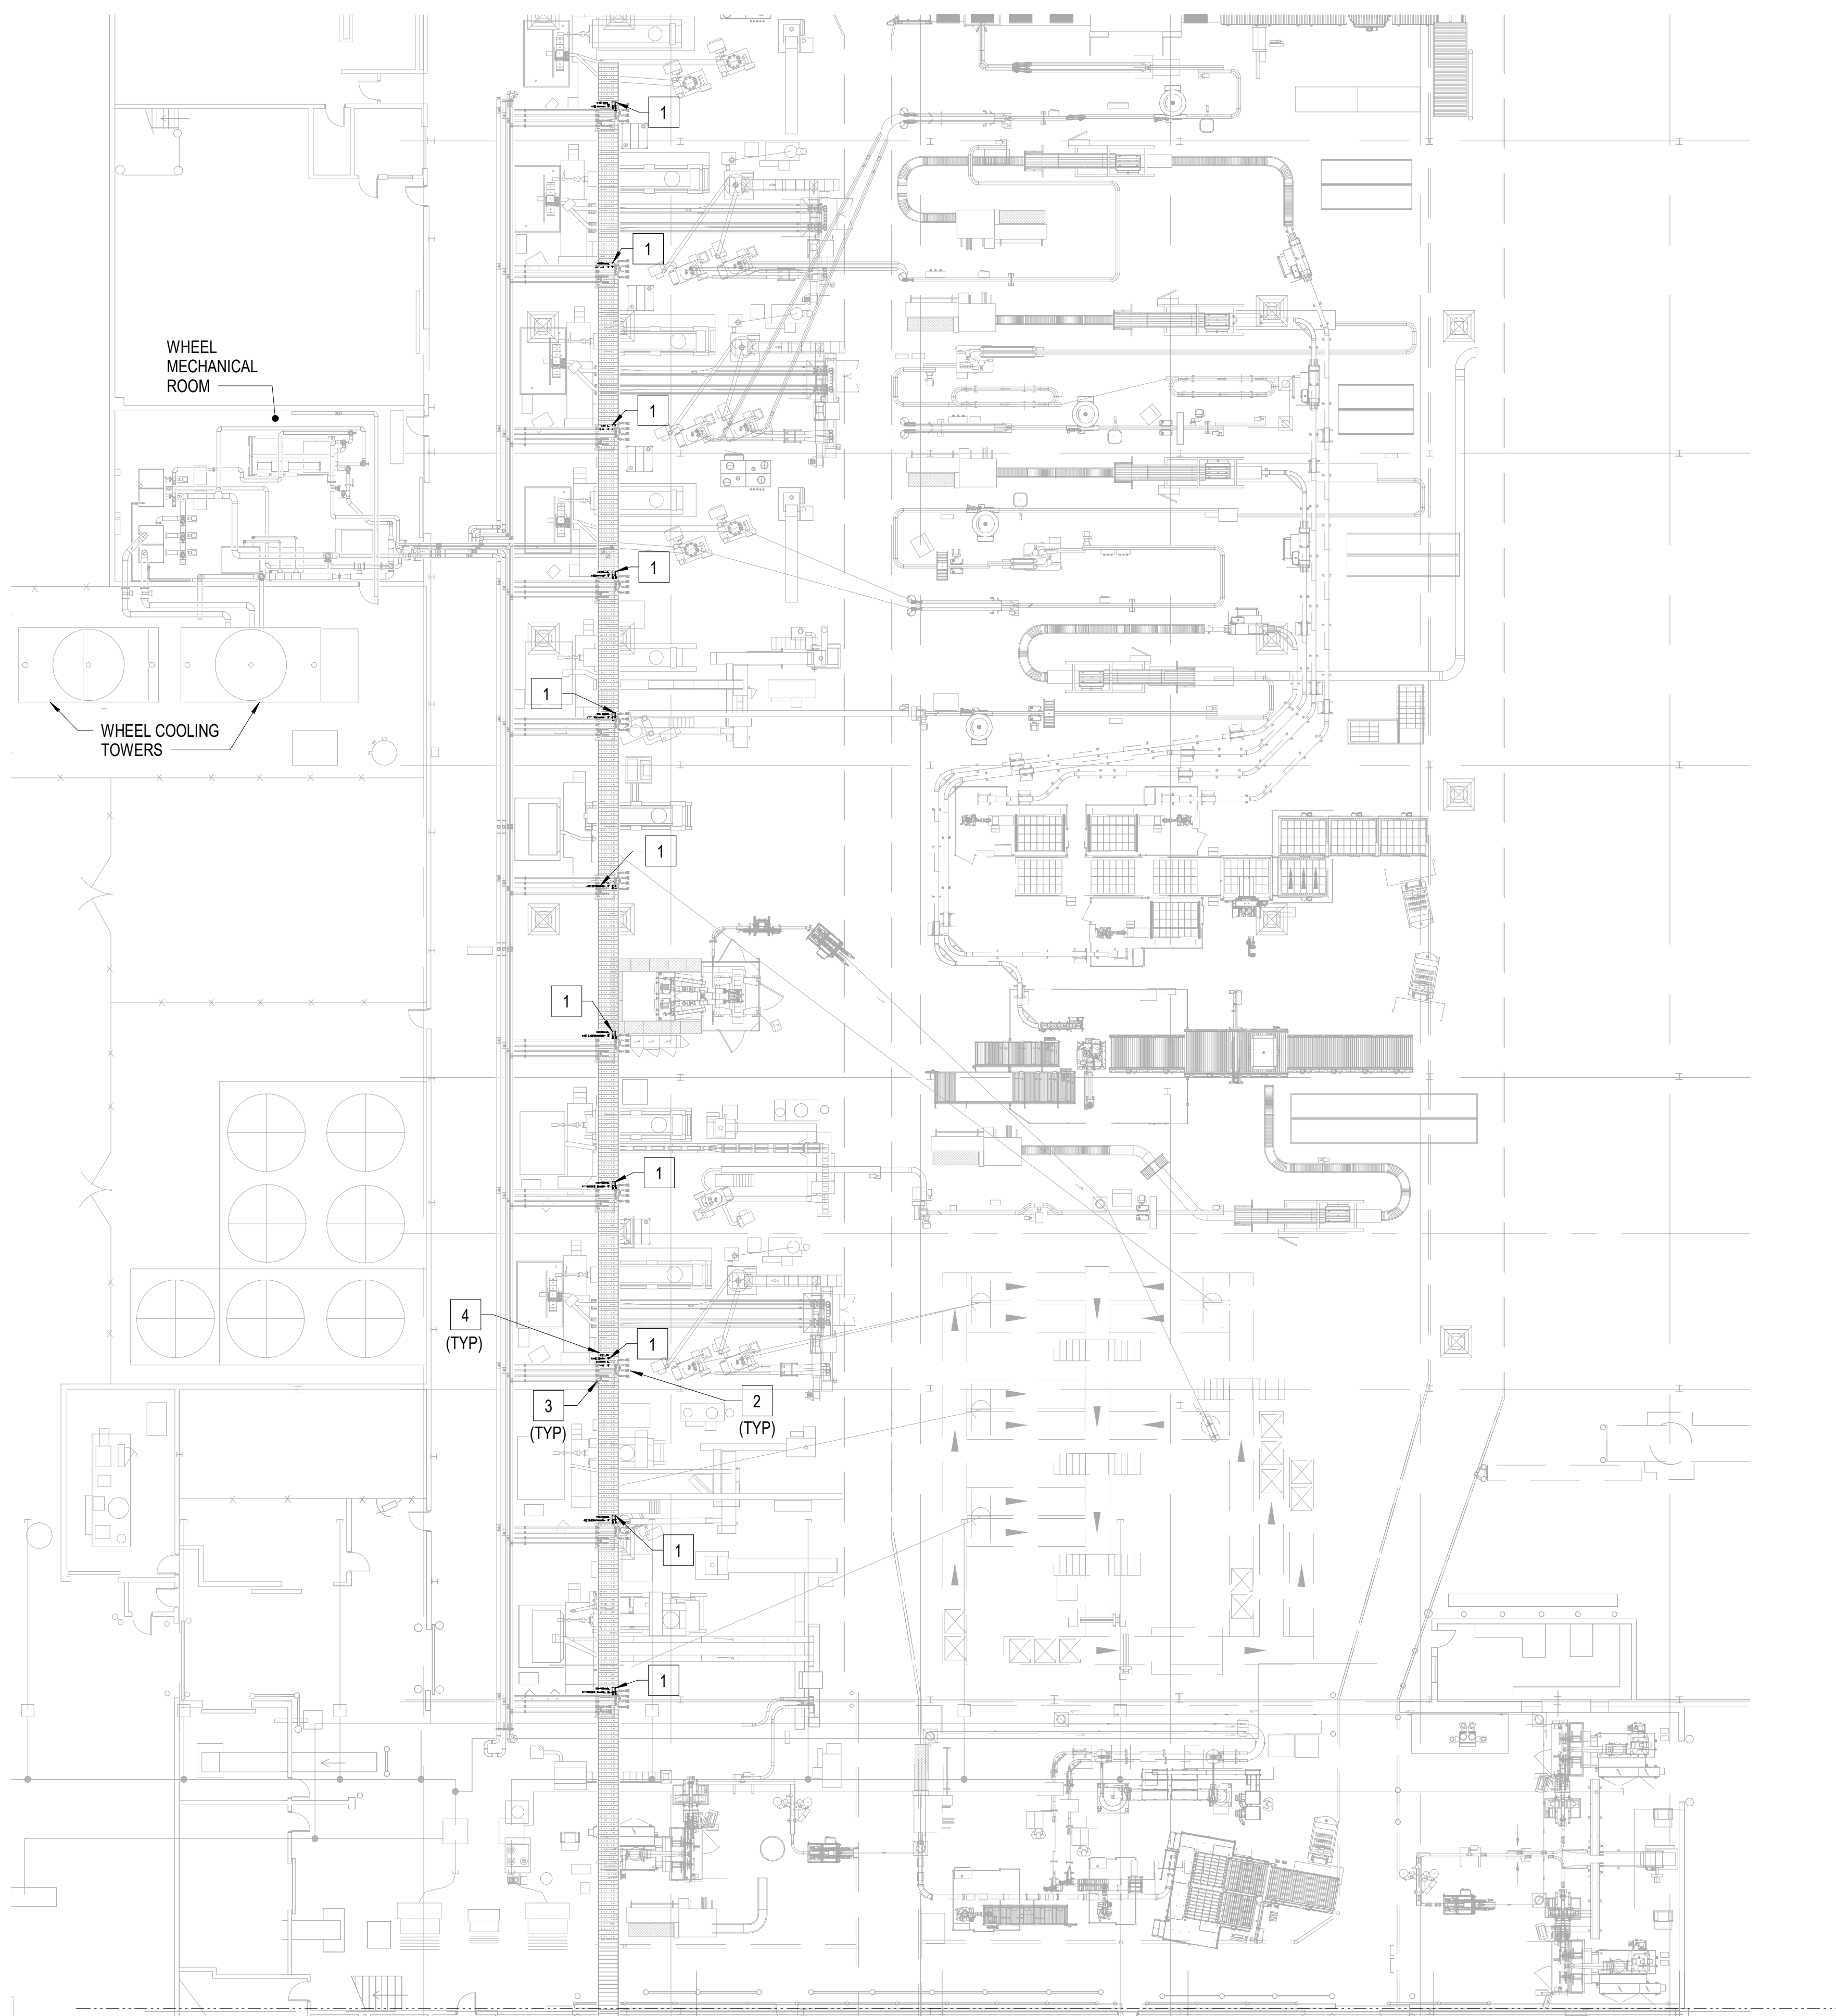 1
1
WHEEL
MECHANICAL
ROOM
1
1
1
WHEEL COOLING
TOWERS
1
1
1
4
(TYP)
1
3
(TYP)
2
(TYP)
1
1